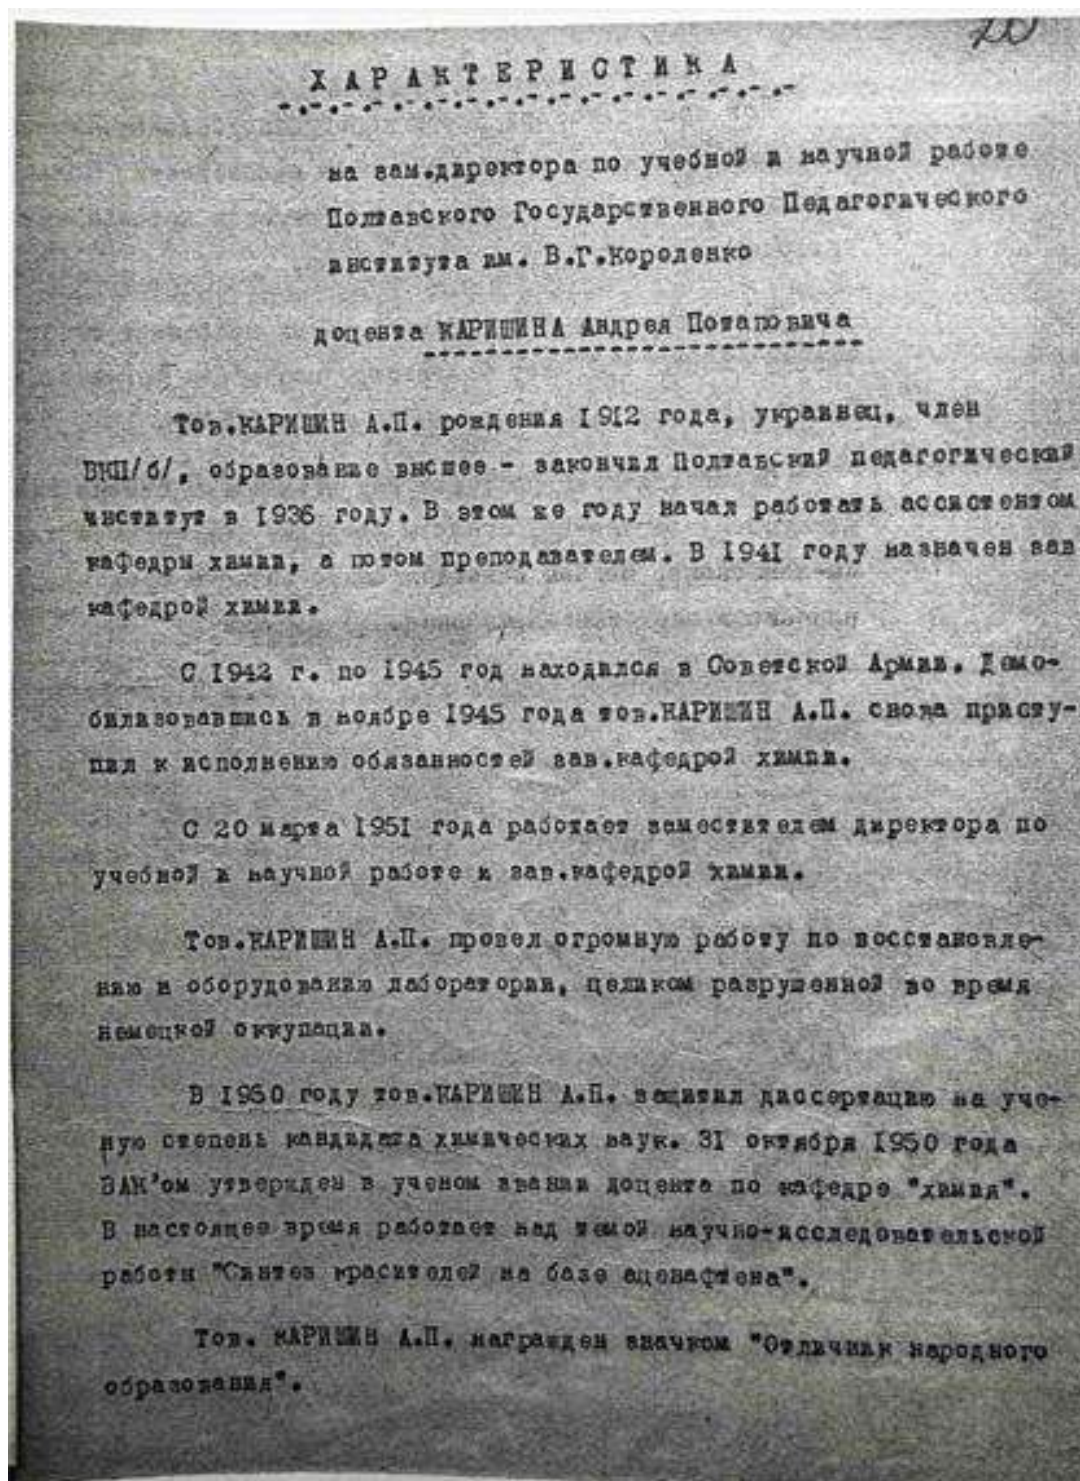 20
ХАРАКТЕРИСТИКА
на зам.директора по учебной и научной работе
Полтавского Государственного Педагогического
института им. В.Г.Короленко
доцента КАРИШИНА Андрея Потаповича
Тов.КАРИШИН А.П. рождения 1912 года, украинец, член
ВКП/б/, образование высшее - закончил Полтавский педагогический
институт в 1936 году. В этом же году начал работать ассистентом
кафедры химии, а потом преподавателем. В 1941 году назначен зав
кафедрой химии.
С 1942 г. по 1945 год находился в Советской Армии. Демо-
билизовавшись в ноябре 1945 года тов.КАРИШИН А.П. снова присту-
пил к исполнению обязанностей зав.кафедрой химии.
С 20 марта 1951 года работает заместителем директора по
учебной и научной работе и зав.кафедрой химии.
Тов.КАРИШИН А.П. провел огромную работу по восстановле-
нию и оборудованию лаборатории, целиком разрушенной во время
немецкой оккупации.
В 1950 году тов.КАРИШИН А.П. защитил диссертацию на уче-
ную степень кандидата химических наук. 31 октября 1950 года
ВАК'ом утвержден в ученом звании доцента по кафедре "химия".
В настоящее время работает над темой научно-исследовательской
работы "Синтез красителей на базе аценафтена".
Тов. КАРИШИН А.П. награжден значком "Отличник народного
образования".